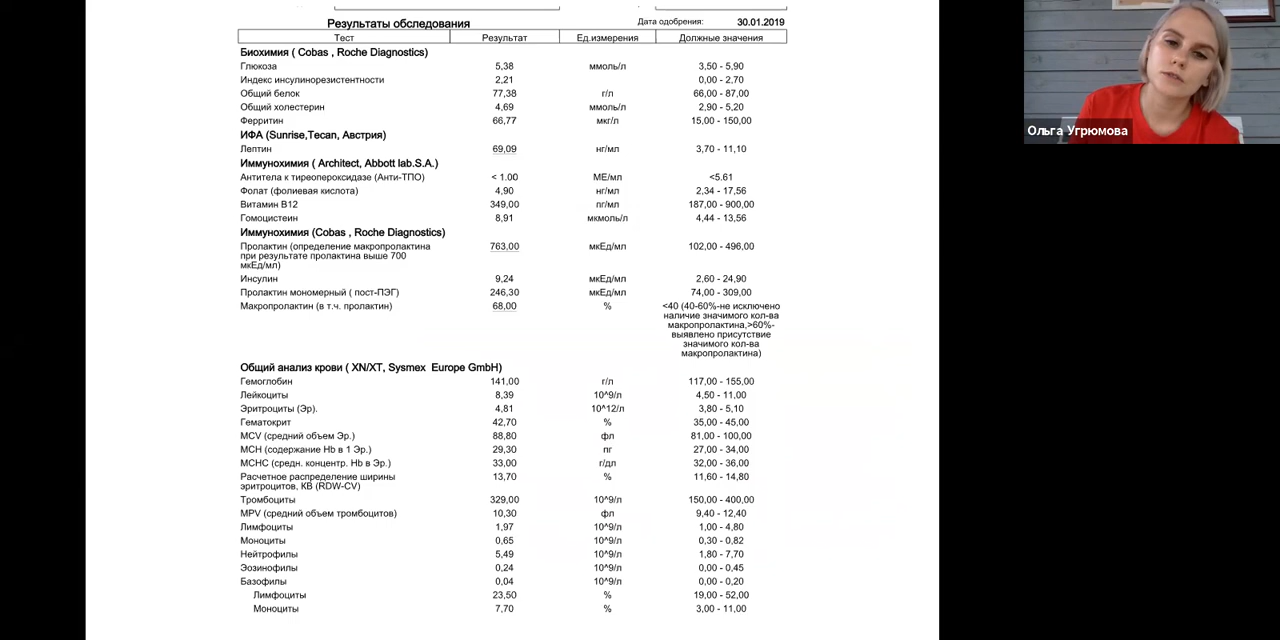 Результаты обследования
Дата одобрения: 30.01.2019
Тест Результат Ед.измерения Должные значения
Биохимия ( Cobas , Roche Diagnostics)
Глюкоза 5,38 ммоль/л 3,50 - 5,90
Индекс инсулинорезистентности 2,21 0,00 - 2,70
Общий белок 77,38 г/л 66,00 - 87,00
Общий холестерин 4,69 ммоль/л 2,90 - 5,20
Ферритин 66,77 мкг/л 15,00 - 150,00
ИФА (Sunrise,Tecan, Австрия)
Лептин 69,09 нг/мл 3,70 - 11,10
Иммунохимия ( Architect, Abbott lab.S.A.)
Антитела к тиреопероксидазе (Анти-ТПО) < 1.00 МЕ/мл <5.61
Фолат (фолиевая кислота) 4,90 нг/мл 2,34 - 17,56
Витамин В12 349,00 пг/мл 187,00 - 900,00
Гомоцистеин 8,91 мкмоль/л 4,44 - 13,56
Иммунохимия (Cobas , Roche Diagnostics)
Пролактин (определение макропролактина 763,00 мкЕд/мл 102,00 - 496,00
при результате пролактина выше 700
мкЕд/мл)
Инсулин 9,24 мкЕд/мл 2,60 - 24,90
Пролактин мономерный ( пост-ПЭГ) 246,30 мкЕд/мл 74,00 - 309,00
Макропролактин (в т.ч. пролактин) 68,00 % <40 (40-60%-не исключено
наличие значимого кол-ва
макропролактина,>60%-
выявлено присутствие
значимого кол-ва
макропролактина)
Общий анализ крови ( XN/XT, Sysmex Europe GmbH)
Гемоглобин 141,00 г/л 117,00 - 155,00
Лейкоциты 8,39 10^9/л 4,50 - 11,00
Эритроциты (Эр). 4,81 10^12/л 3,80 - 5,10
Гематокрит 42,70 % 35,00 - 45,00
MCV (средний объем Эр.) 88,80 фл 81,00 - 100,00
MCH (содержание Hb в 1 Эр.) 29,30 пг 27,00 - 34,00
MCHC (средн. концентр. Hb в Эр.) 33,00 г/дл 32,00 - 36,00
Расчетное распределение ширины 13,70 % 11,60 - 14,80
эритроцитов, КВ (RDW-CV)
Тромбоциты 329,00 10^9/л 150,00 - 400,00
MPV (средний объем тромбоцитов) 10,30 фл 9,40 - 12,40
Лимфоциты 1,97 10^9/л 1,00 - 4,80
Моноциты 0,65 10^9/л 0,30 - 0,82
Нейтрофилы 5,49 10^9/л 1,80 - 7,70
Эозинофилы 0,24 10^9/л 0,00 - 0,45
Базофилы 0,04 10^9/л 0,00 - 0,20
Лимфоциты 23,50 % 19,00 - 52,00
Моноциты 7,70 % 3,00 - 11,00
Ольга Угрюмова